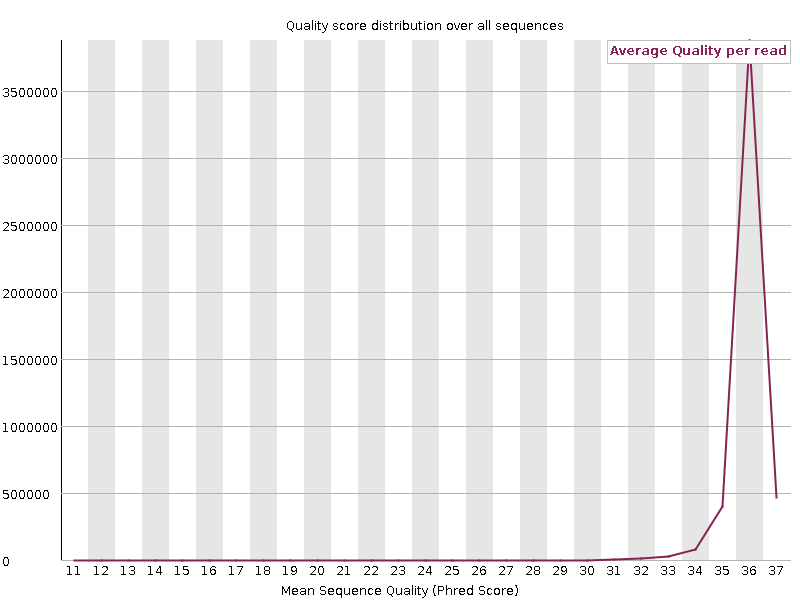 Quality score distribution over all sequences
Average Quality per read
3500000
3000000
2500000
2000000
1500000
1000000
500000
0
11 12 13 14 15 16 17 18 19 20 21 22 23 24 25 26 27 28 29 30 31 32 33 34 35 36 37
Mean Sequence Quality (Phred Score)